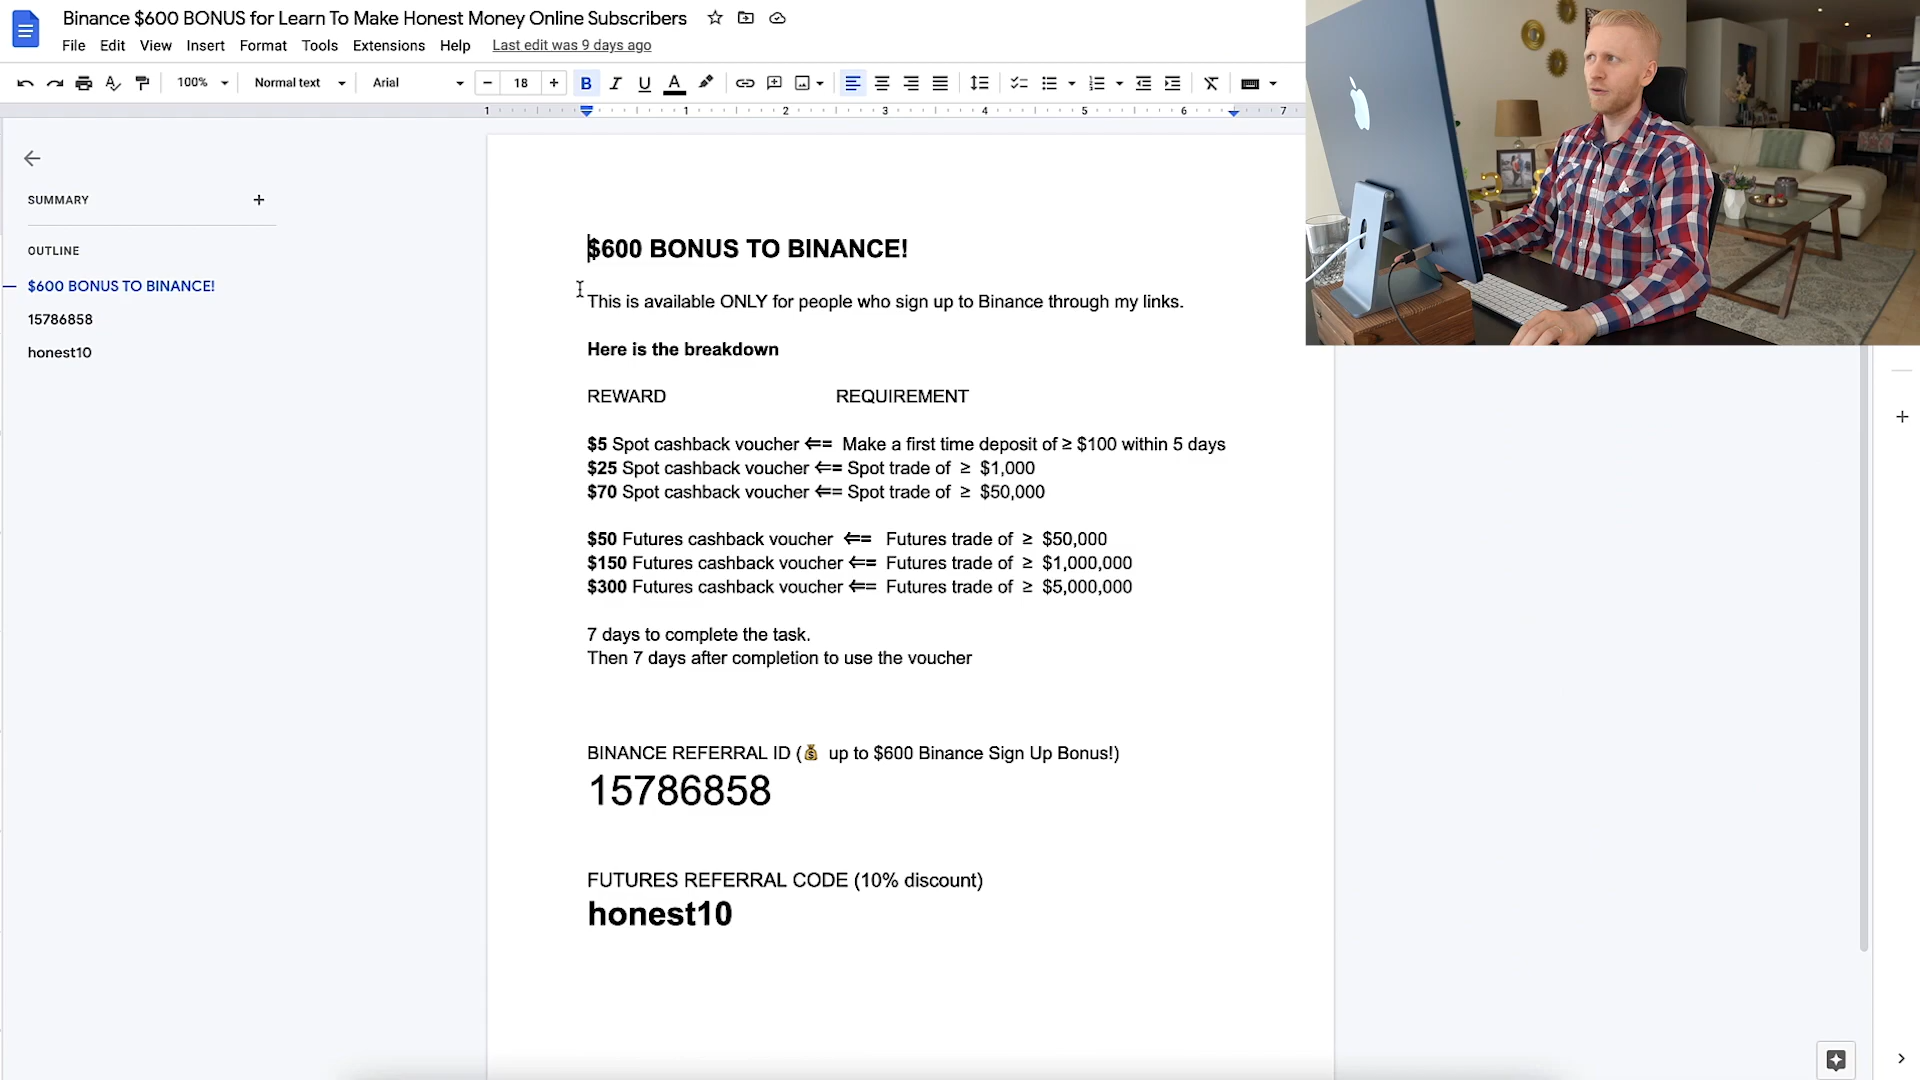 Binance $600 BONUS for Learn To Make Honest Money Online Subscribers
File Edit View Insert Format Tools Extensions Help Last edit was 9 days ago
100% Normal text Arial 18 B I U A
1 1 2 3 4 5 6 7
SUMMARY
OUTLINE
$600 BONUS TO BINANCE!
15786858
honest10
$600 BONUS TO BINANCE!
This is available ONLY for people who sign up to Binance through my links.
Here is the breakdown
REWARD REQUIREMENT
$5 Spot cashback voucher ⇐= Make a first time deposit of ≥ $100 within 5 days
$25 Spot cashback voucher ⇐= Spot trade of ≥ $1,000
$70 Spot cashback voucher ⇐= Spot trade of ≥ $50,000
$50 Futures cashback voucher ⇐= Futures trade of ≥ $50,000
$150 Futures cashback voucher ⇐= Futures trade of ≥ $1,000,000
$300 Futures cashback voucher ⇐= Futures trade of ≥ $5,000,000
7 days to complete the task.
Then 7 days after completion to use the voucher
BINANCE REFERRAL ID (💰 up to $600 Binance Sign Up Bonus!)
15786858
FUTURES REFERRAL CODE (10% discount)
honest10